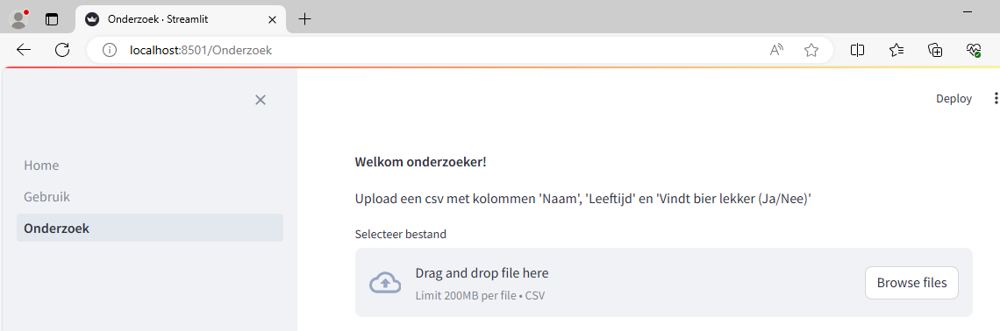 Onderzoek · Streamlit
localhost:8501/Onderzoek
Deploy
Home
Gebruik
Onderzoek
Welkom onderzoeker!
Upload een csv met kolommen 'Naam', 'Leeftijd' en 'Vindt bier lekker (Ja/Nee)'
Selecteer bestand
Drag and drop file here
Limit 200MB per file • CSV
Browse files